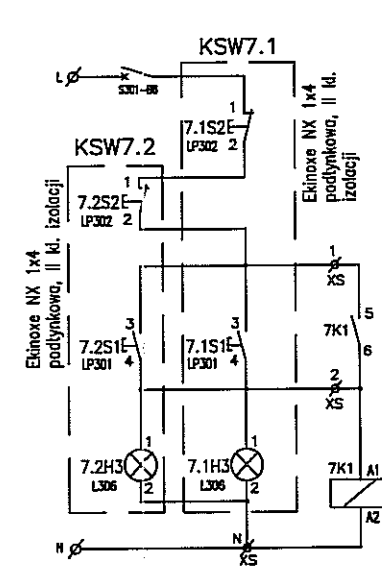 KSW7.1
L
S301-B6
1
7.1S2
2
LP302
Ekinoxe NX 1x4
podtynkowa, II kl.
izolacji
KSW7.2
1
7.2S2
2
LP302
Ekinoxe NX 1x4
podtynkowa, II kl. izolacji
1
XS
3
7.2S1
4
LP301
3
7.1S1
4
LP301
5
7K1
6
2
XS
1
7.2H3
2
L306
1
7.1H3
2
L306
7K1
A1
A2
N
N
XS